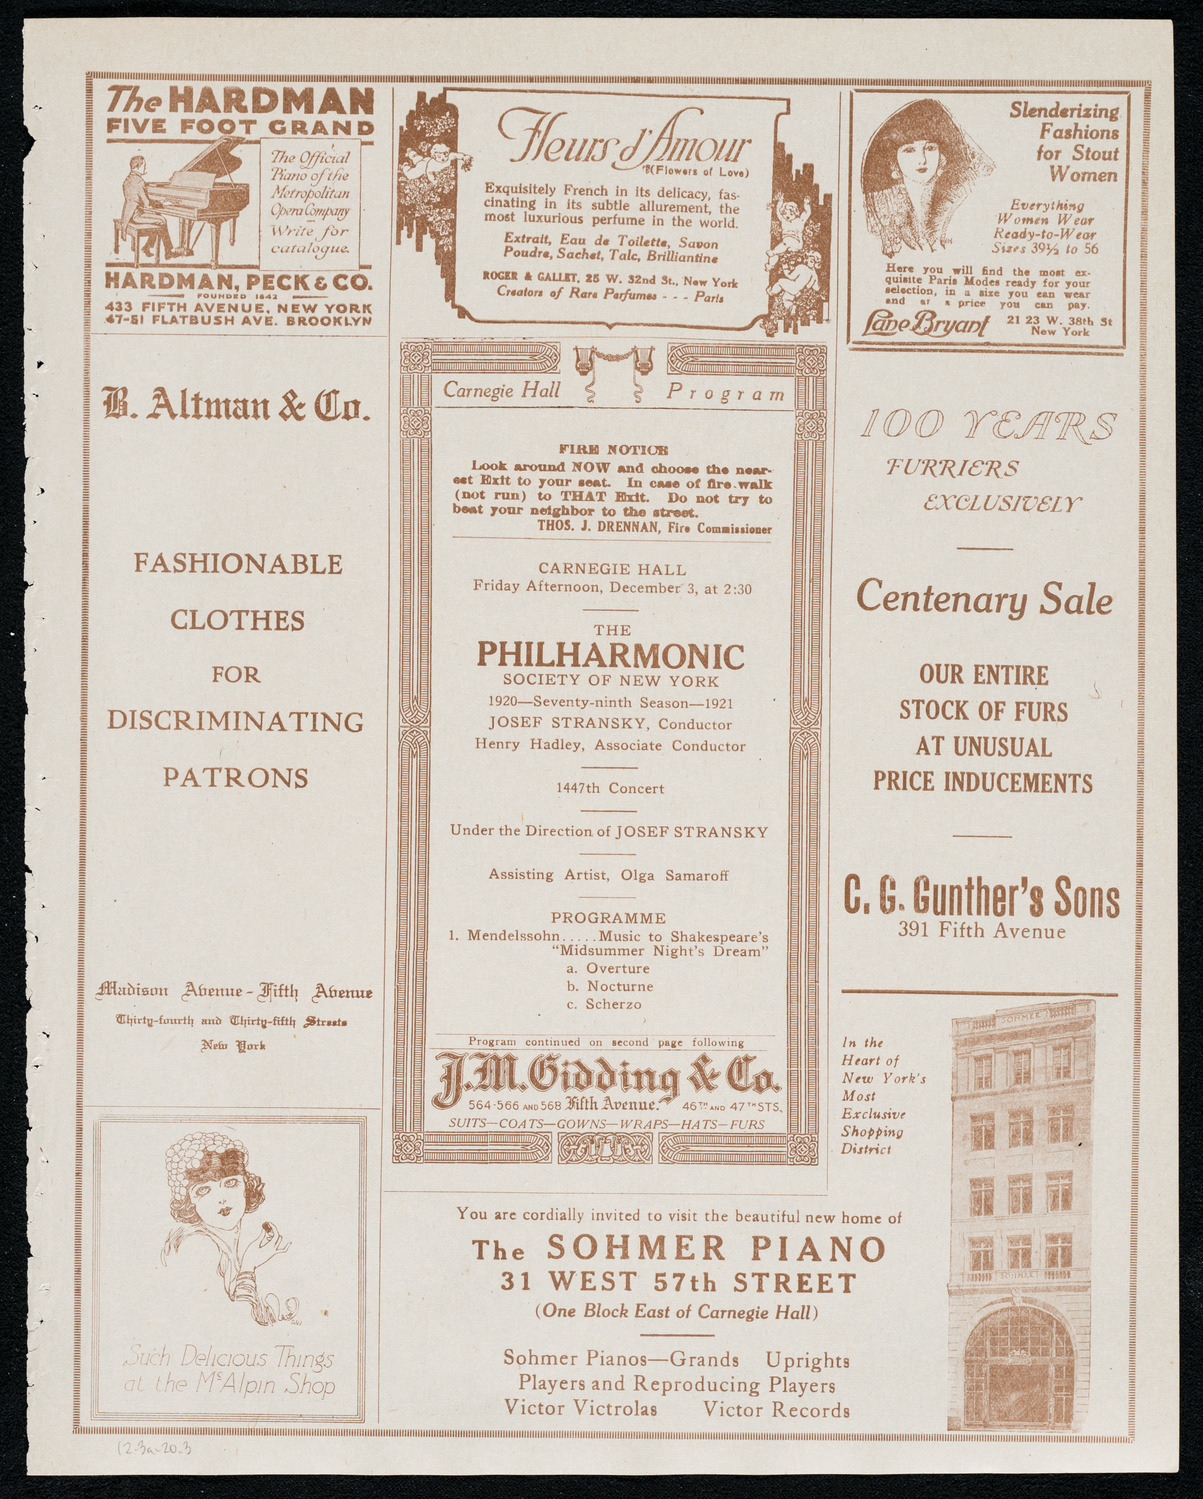 The HARDMAN
FIVE FOOT GRAND
The Official
Piano of the
Metropolitan
Opera Company
Write for
catalogue.
HARDMAN, PECK & CO.
FOUNDED 1842
433 FIFTH AVENUE, NEW YORK
47-51 FLATBUSH AVE. BROOKLYN
Fleurs d'Amour
(Flowers of Love)
Exquisitely French in its delicacy, fas-
cinating in its subtle allurement, the
most luxurious perfume in the world.
Extrait, Eau de Toilette, Savon
Poudre, Sachet, Talc, Brilliantine
ROGER & GALLET, 25 W. 32nd St., New York
Creators of Rare Perfumes - - - Paris
Slenderizing
Fashions
for Stout
Women
Everything
Women Wear
Ready-to-Wear
Sizes 39½ to 56
Here you will find the most ex-
quisite Paris Modes ready for your
selection, in a size you can wear
and at a price you can pay.
Lane Bryant
21 23 W. 38th St
New York
B. Altman & Co.
FASHIONABLE
CLOTHES
FOR
DISCRIMINATING
PATRONS
Madison Avenue - Fifth Avenue
Thirty-fourth and Thirty-fifth Streets
New York
Such Delicious Things
at the McAlpin Shop
Carnegie Hall Program
FIRE NOTICE
Look around NOW and choose the near-
est Exit to your seat. In case of fire walk
(not run) to THAT Exit. Do not try to
beat your neighbor to the street.
THOS. J. DRENNAN, Fire Commissioner
CARNEGIE HALL
Friday Afternoon, December 3, at 2:30
THE
PHILHARMONIC
SOCIETY OF NEW YORK
1920—Seventy-ninth Season—1921
JOSEF STRANSKY, Conductor
Henry Hadley, Associate Conductor
1447th Concert
Under the Direction of JOSEF STRANSKY
Assisting Artist, Olga Samaroff
PROGRAMME
1. Mendelssohn.....Music to Shakespeare's
"Midsummer Night's Dream"
a. Overture
b. Nocturne
c. Scherzo
Program continued on second page following
J.M. Gidding & Co.
564-566 AND 568 Fifth Avenue. 46TH AND 47TH STS.
SUITS—COATS—GOWNS—WRAPS—HATS—FURS
100 YEARS
FURRIERS
EXCLUSIVELY
Centenary Sale
OUR ENTIRE
STOCK OF FURS
AT UNUSUAL
PRICE INDUCEMENTS
C. G. Gunther's Sons
391 Fifth Avenue
In the
Heart of
New York's
Most
Exclusive
Shopping
District
SOHMER
SOHMER
You are cordially invited to visit the beautiful new home of
The SOHMER PIANO
31 WEST 57th STREET
(One Block East of Carnegie Hall)
Sohmer Pianos—Grands Uprights
Players and Reproducing Players
Victor Victrolas Victor Records
12-3a-20-3